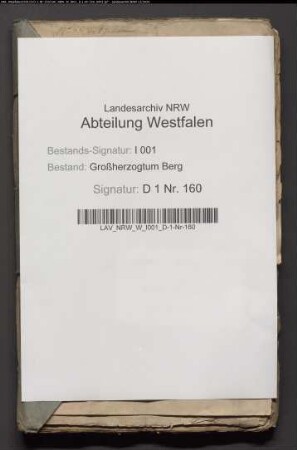 Landesarchiv NRW
Abteilung Westfalen
Bestands-Signatur: I 001
Bestand: Großherzogtum Berg
Signatur: D 1 Nr. 160
LAV_NRW_W_I001_D-1-Nr-160